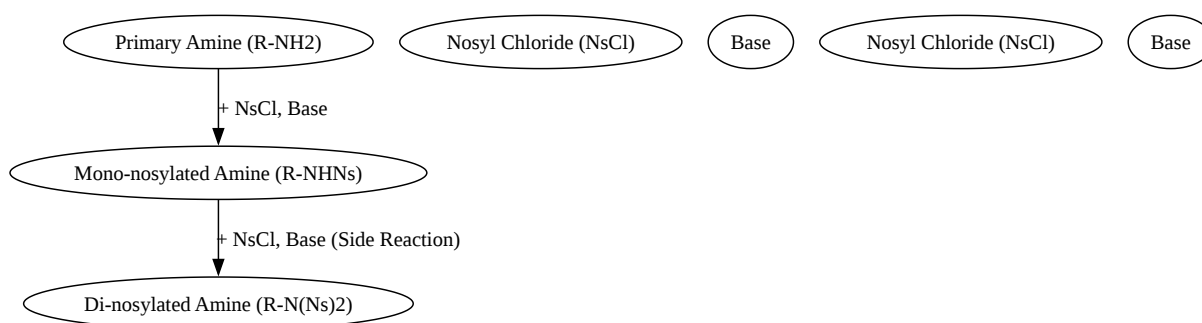 Primary Amine (R-NH2)
Nosyl Chloride (NsCl)
Base
Nosyl Chloride (NsCl)
Base
+ NsCl, Base
Mono-nosylated Amine (R-NHNs)
+ NsCl, Base (Side Reaction)
Di-nosylated Amine (R-N(Ns)2)